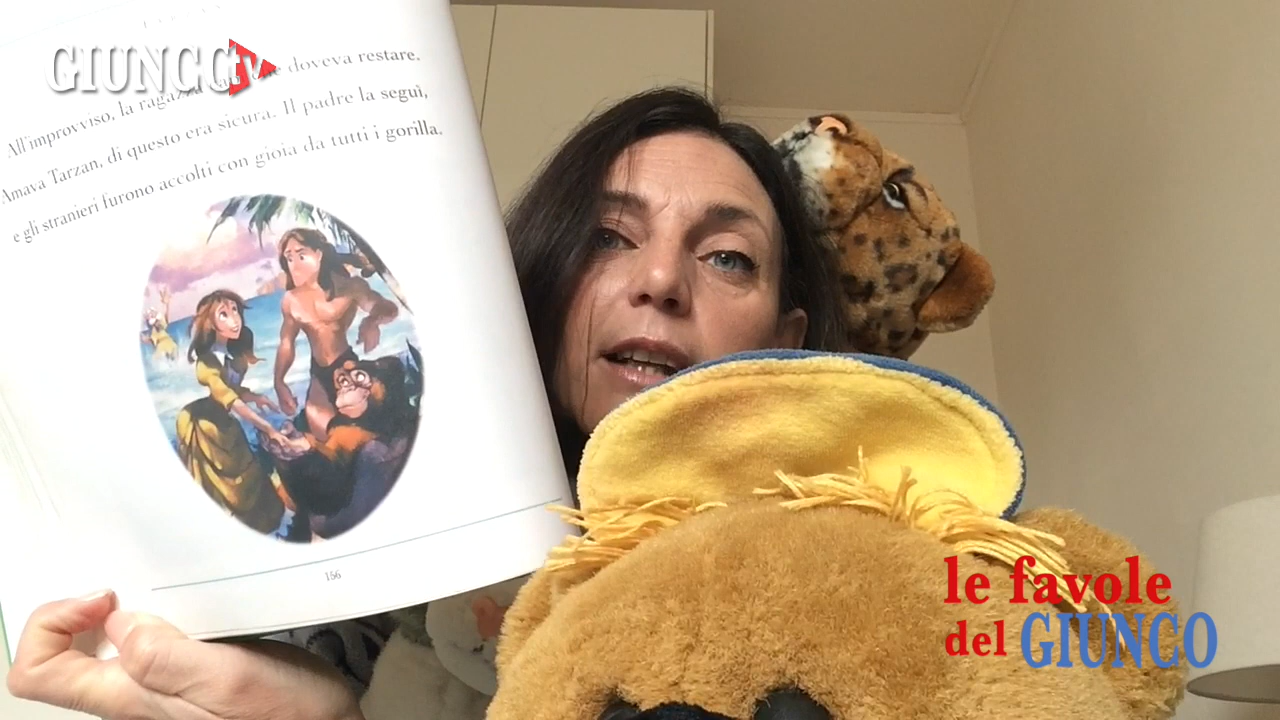 TARZAN
GIUNCO tv
doveva restare.
All'improvviso, la ragazza
Amava Tarzan, di questo era sicura. Il padre la seguì,
e gli stranieri furono accolti con gioia da tutti i gorilla.
156
le favole
del GIUNCO